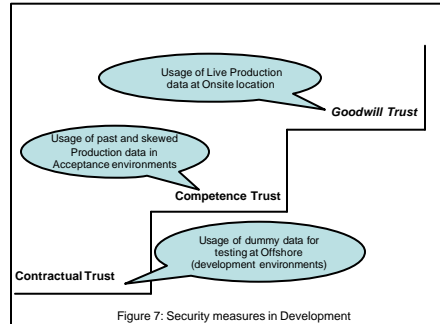 Usage of Live Production
data at Onsite location
Goodwill Trust
Usage of past and skewed
Production data in
Acceptance environments
Competence Trust
Usage of dummy data for
testing at Offshore
(development environments)
Contractual Trust
Figure 7: Security measures in Development